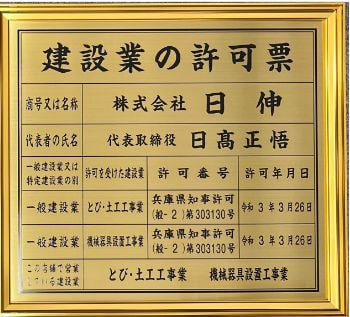 建設業の許可票
商号又は名称 株式会社 日伸
代表者の氏名 代表取締役 日髙正悟
一般建設業又は
特定建設業の別 許可を受けた建設業 許可番号 許可年月日
一般建設業 とび・土工工事業 兵庫県知事許可
(般-2)第303130号 令和3年3月26日
一般建設業 機械器具設置工事業 兵庫県知事許可
(般-2)第303130号 令和3年3月26日
この店舗で営業
している建設業 とび・土工工事業 機械器具設置工事業